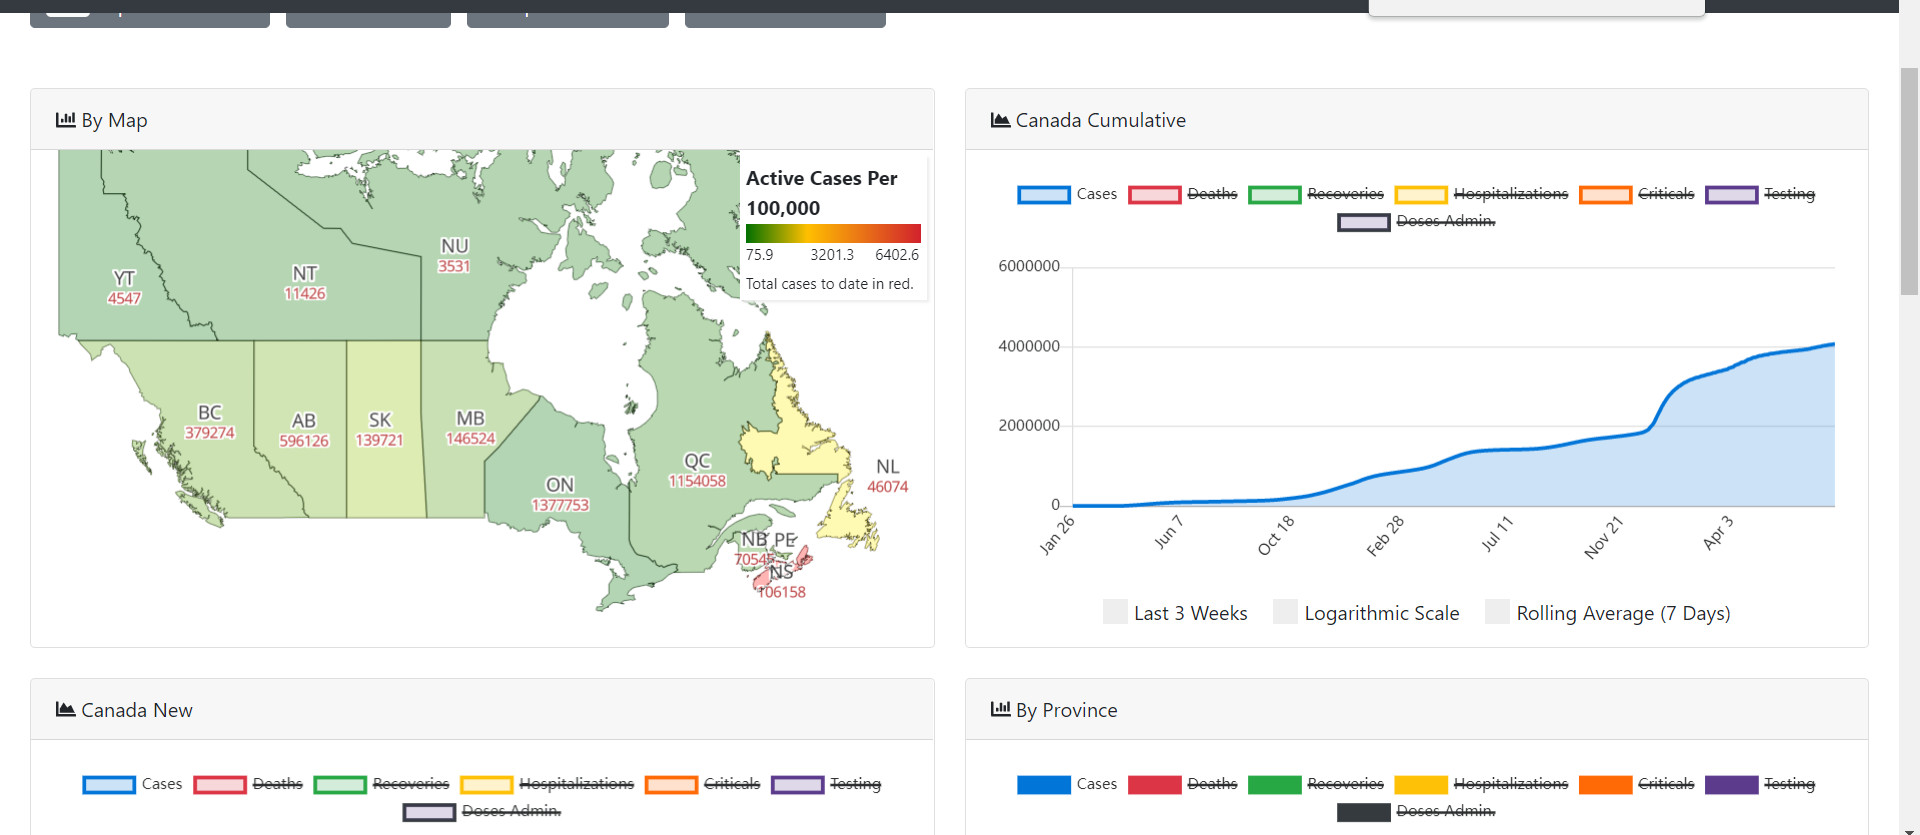 By Map
Active Cases Per
100,000
75.9 3201.3 6402.6
Total cases to date in red.
YT
4547
NT
11426
NU
3531
BC
379274
AB
596126
SK
139721
MB
146524
ON
1377753
QC
1154058
NL
46074
NB PE
NS
106158
Canada Cumulative
Cases Deaths Recoveries Hospitalizations Criticals Testing
Doses Admin.
6000000
4000000
2000000
0
Jan 26 Jun 7 Oct 18 Feb 28 Jul 11 Nov 21 Apr 3
Last 3 Weeks Logarithmic Scale Rolling Average (7 Days)
Canada New
Cases Deaths Recoveries Hospitalizations Criticals Testing
Doses Admin.
By Province
Cases Deaths Recoveries Hospitalizations Criticals Testing
Doses Admin.